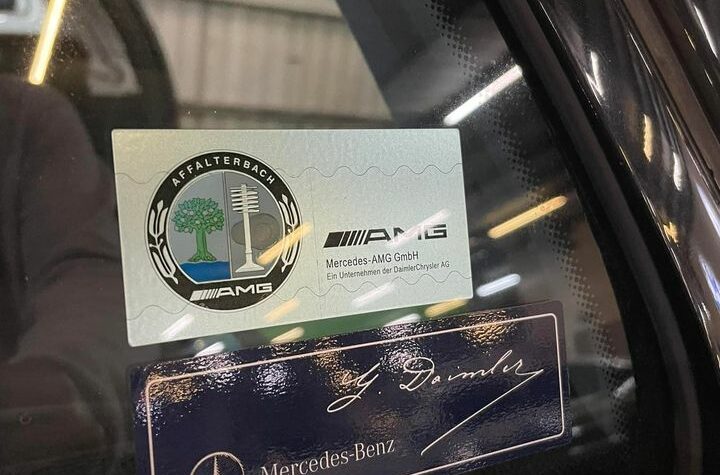 AFFALTERBACH
AMG
AMG
Mercedes-AMG GmbH
Ein Unternehmen der DaimlerChrysler AG
G. Daimler
Mercedes-Benz